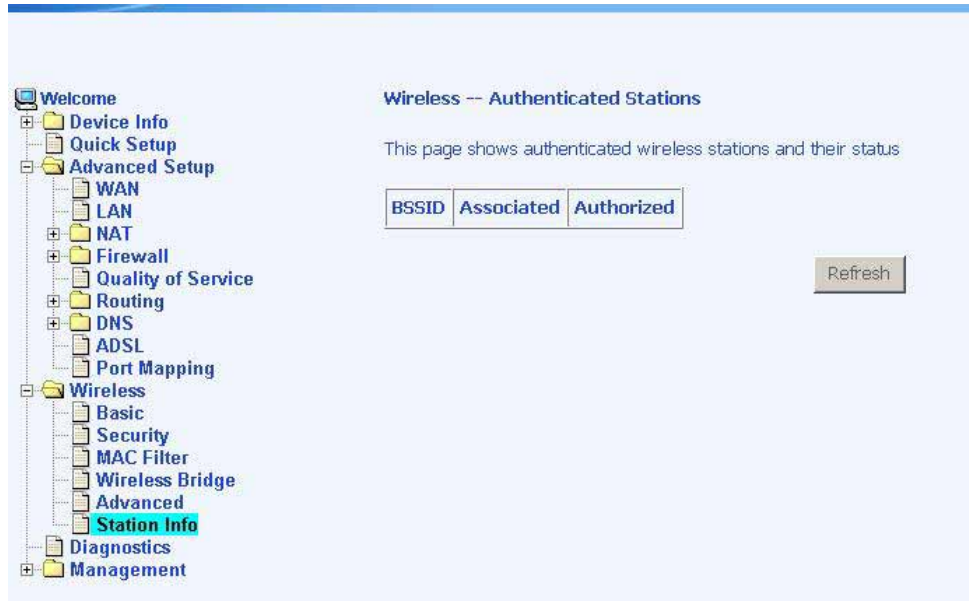 Welcome
Device Info
Quick Setup
Advanced Setup
WAN
LAN
NAT
Firewall
Quality of Service
Routing
DNS
ADSL
Port Mapping
Wireless
Basic
Security
MAC Filter
Wireless Bridge
Advanced
Station Info
Diagnostics
Management
Wireless -- Authenticated Stations
This page shows authenticated wireless stations and their status
BSSID Associated Authorized
Refresh